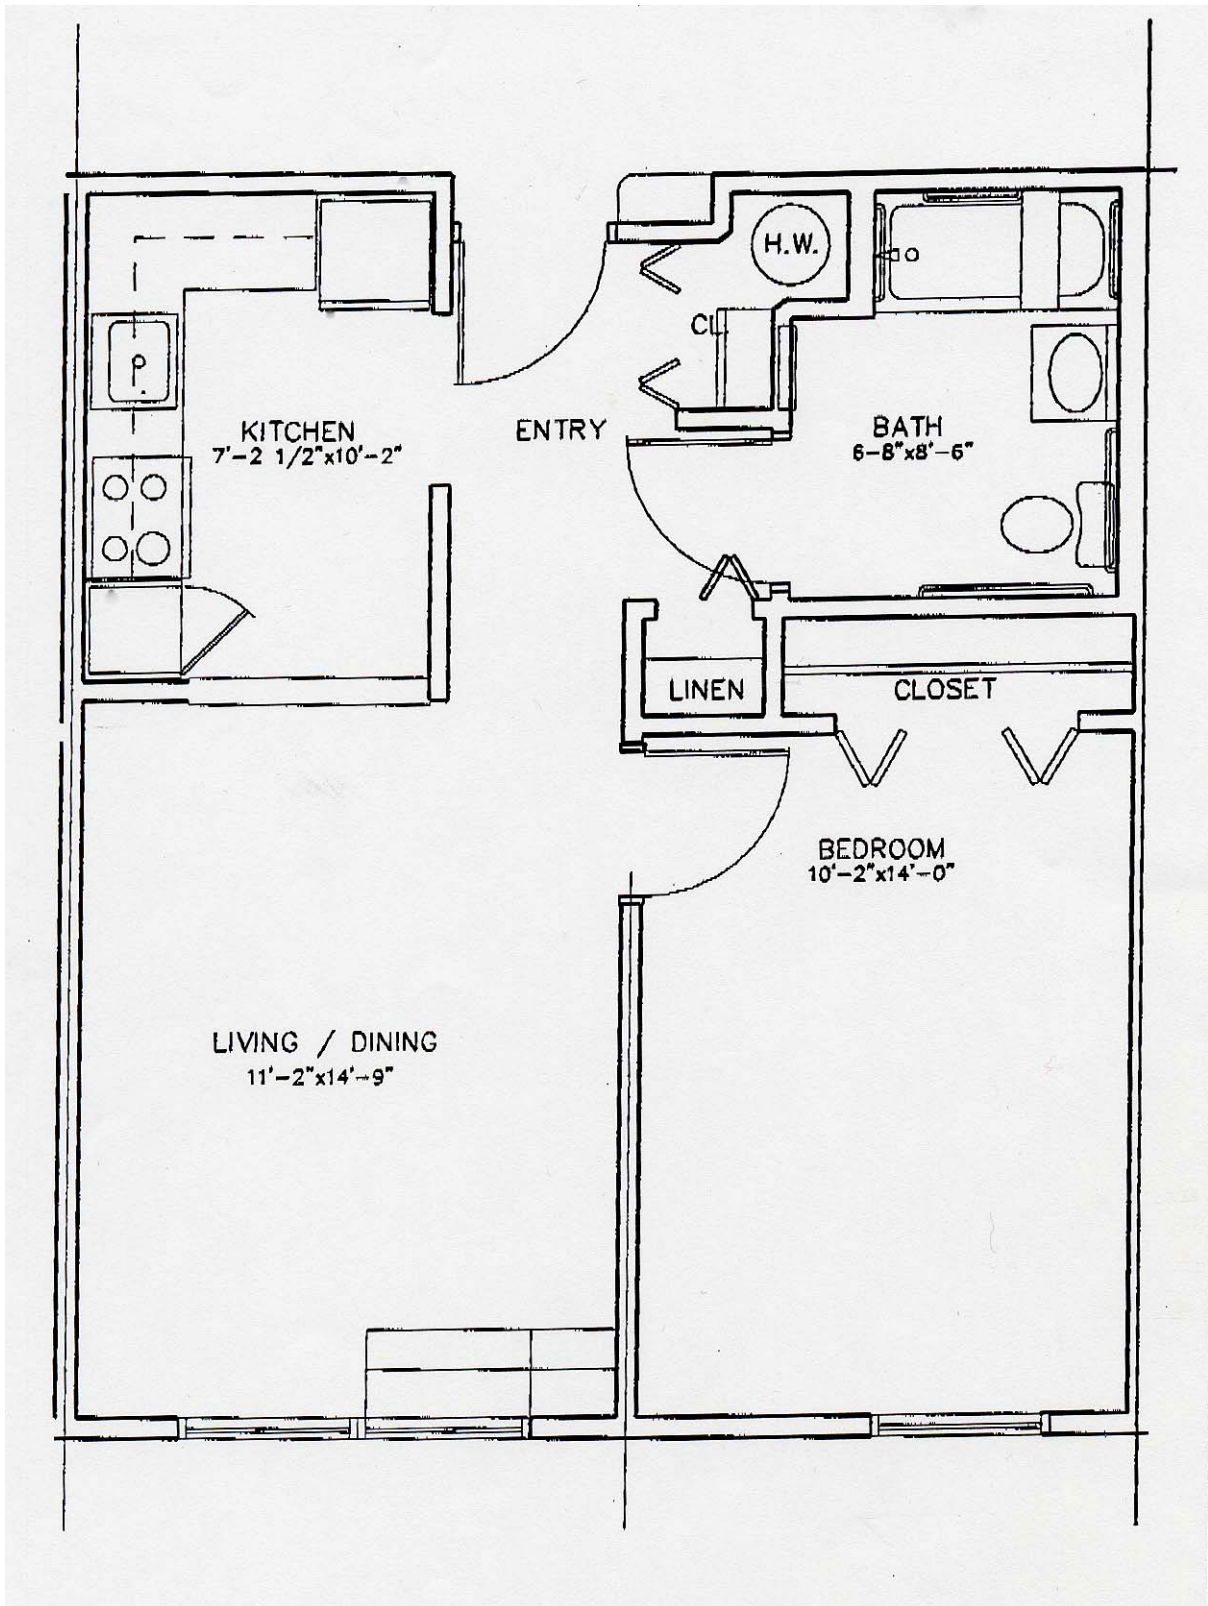 H.W.
CL.
KITCHEN
7'-2 1/2"x10'-2"
ENTRY
BATH
6-8"x8'-6"
LINEN
CLOSET
BEDROOM
10'-2"x14'-0"
LIVING / DINING
11'-2"x14'-9"